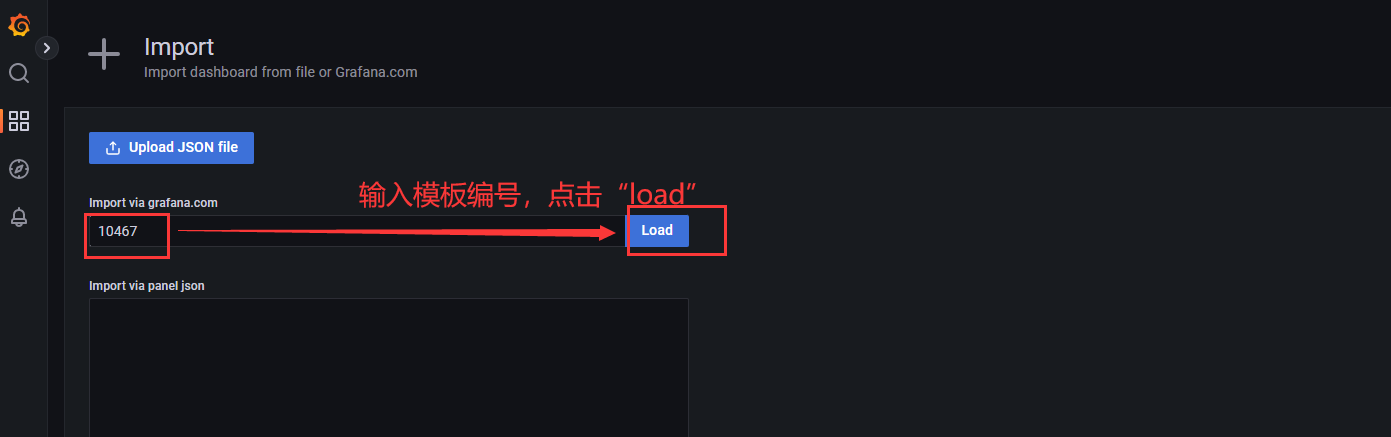 Import
Import dashboard from file or Grafana.com
Upload JSON file
输入模板编号，点击“load”
Import via grafana.com
10467
Load
Import via panel json